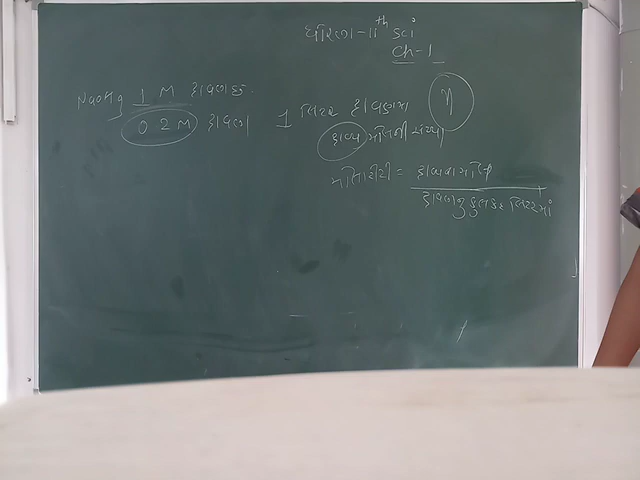 ધોરણ-11th sci
Ch-1
NaOH નું 1 M દ્રાવણ છે.
0.2 M દ્રાવણ
1 લિટર દ્રાવણમાં
દ્રાવ્ય મોલની સંખ્યા
η
મોલારીટી = દ્રાવ્યના મોલ
દ્રાવણનું કુલ કદ લિટરમાં